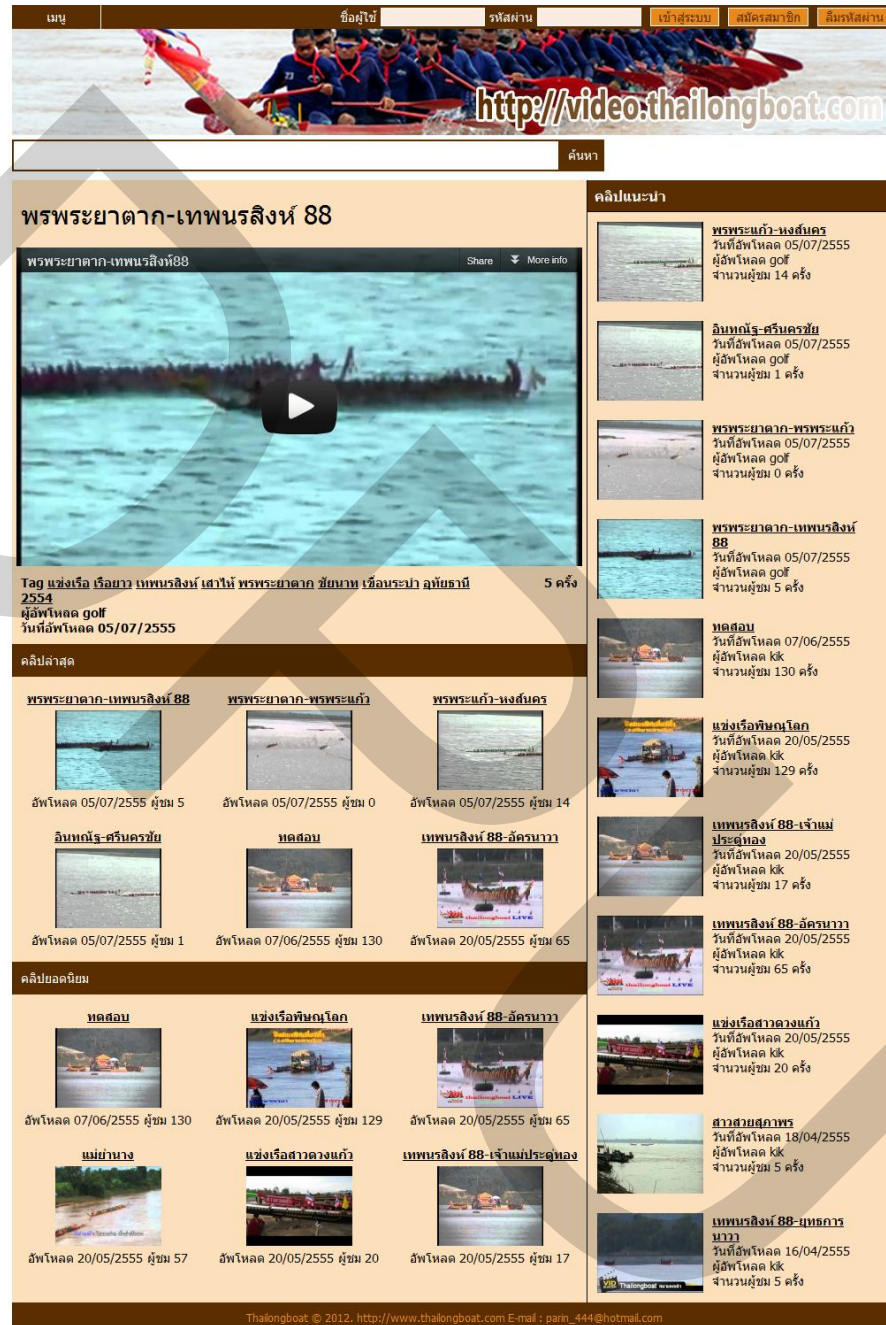 เมนู ชื่อผู้ใช้ รหัสผ่าน เข้าสู่ระบบ สมัครสมาชิก ลืมรหัสผ่าน
http://video.thailongboat.com
ค้นหา
พรพระยาตาก-เทพนรสิงห์ 88
พรพระยาตาก-เทพนรสิงห์88 Share More info
Tag แข่งเรือ เรือยาว เทพนรสิงห์ เสาไห้ พรพระยาตาก ชัยนาท เขื่อนระบำ อุทัยธานี 5 ครั้ง
2554
ผู้อัพโหลด golf
วันที่อัพโหลด 05/07/2555
คลิปล่าสุด
พรพระยาตาก-เทพนรสิงห์ 88 พรพระยาตาก-พรพระแก้ว พรพระแก้ว-หงส์นคร
อัพโหลด 05/07/2555 ผู้ชม 5 อัพโหลด 05/07/2555 ผู้ชม 0 อัพโหลด 05/07/2555 ผู้ชม 14
อินทณัฐ-ศรีนครชัย ทดสอบ เทพนรสิงห์ 88-อัครนาวา
thailongboat LIVE
อัพโหลด 05/07/2555 ผู้ชม 1 อัพโหลด 07/06/2555 ผู้ชม 130 อัพโหลด 20/05/2555 ผู้ชม 65
คลิปยอดนิยม
ทดสอบ แข่งเรือพิษณุโลก เทพนรสิงห์ 88-อัครนาวา
thailongboat LIVE
อัพโหลด 07/06/2555 ผู้ชม 130 อัพโหลด 20/05/2555 ผู้ชม 129 อัพโหลด 20/05/2555 ผู้ชม 65
แม่ย่านาง แข่งเรือสาวดวงแก้ว เทพนรสิงห์ 88-เจ้าแม่ประดู่ทอง
อัพโหลด 20/05/2555 ผู้ชม 57 อัพโหลด 20/05/2555 ผู้ชม 20 อัพโหลด 20/05/2555 ผู้ชม 17
คลิปแนะนำ
พรพระแก้ว-หงส์นคร
วันที่อัพโหลด 05/07/2555
ผู้อัพโหลด golf
จำนวนผู้ชม 14 ครั้ง
อินทณัฐ-ศรีนครชัย
วันที่อัพโหลด 05/07/2555
ผู้อัพโหลด golf
จำนวนผู้ชม 1 ครั้ง
พรพระยาตาก-พรพระแก้ว
วันที่อัพโหลด 05/07/2555
ผู้อัพโหลด golf
จำนวนผู้ชม 0 ครั้ง
พรพระยาตาก-เทพนรสิงห์
88
วันที่อัพโหลด 05/07/2555
ผู้อัพโหลด golf
จำนวนผู้ชม 5 ครั้ง
ทดสอบ
วันที่อัพโหลด 07/06/2555
ผู้อัพโหลด kik
จำนวนผู้ชม 130 ครั้ง
แข่งเรือพิษณุโลก
วันที่อัพโหลด 20/05/2555
ผู้อัพโหลด kik
จำนวนผู้ชม 129 ครั้ง
เทพนรสิงห์ 88-เจ้าแม่
ประดู่ทอง
วันที่อัพโหลด 20/05/2555
ผู้อัพโหลด kik
จำนวนผู้ชม 17 ครั้ง
เทพนรสิงห์ 88-อัครนาวา
วันที่อัพโหลด 20/05/2555
ผู้อัพโหลด kik
จำนวนผู้ชม 65 ครั้ง
thailongboat LIVE
แข่งเรือสาวดวงแก้ว
วันที่อัพโหลด 20/05/2555
ผู้อัพโหลด kik
จำนวนผู้ชม 20 ครั้ง
สาวสวยสุภาพร
วันที่อัพโหลด 18/04/2555
ผู้อัพโหลด kik
จำนวนผู้ชม 5 ครั้ง
เทพนรสิงห์ 88-ยุทธการ
นาวา
วันที่อัพโหลด 16/04/2555
ผู้อัพโหลด kik
จำนวนผู้ชม 5 ครั้ง
VID Thailongboat
Thailongboat © 2012. http://www.thailongboat.com E-mail : parin_444@hotmail.com